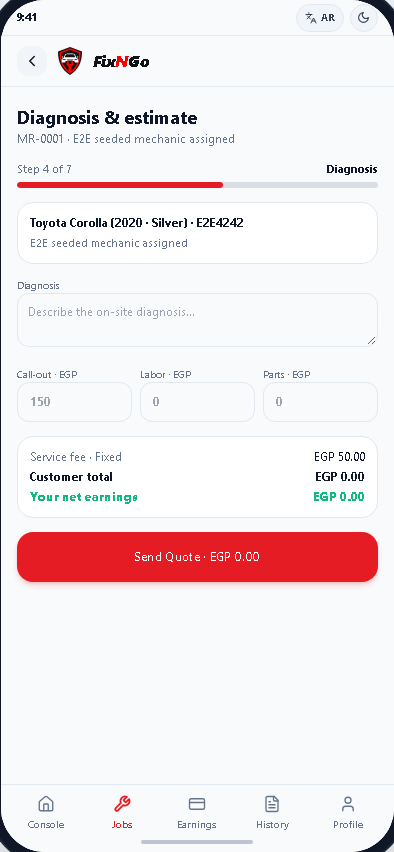 9:41
AR
FixNGo
Diagnosis & estimate
MR-0001 · E2E seeded mechanic assigned
Step 4 of 7
Diagnosis
Toyota Corolla (2020 · Silver) · E2E4242
E2E seeded mechanic assigned
Diagnosis
Describe the on-site diagnosis...
Call-out · EGP
Labor · EGP
Parts · EGP
150
0
0
Service fee · Fixed
EGP 50.00
Customer total
EGP 0.00
Your net earnings
EGP 0.00
Send Quote · EGP 0.00
Console
Jobs
Earnings
History
Profile